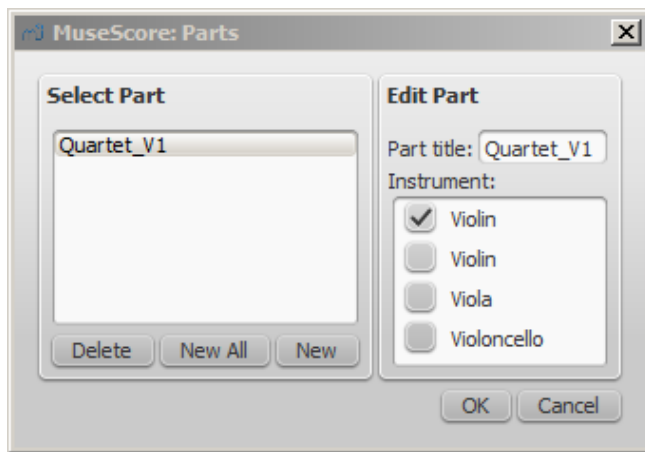 MuseScore: Parts
Select Part
Quartet_V1
Delete
New All
New
Edit Part
Part title: Quartet_V1
Instrument:
Violin
Violin
Viola
Violoncello
OK
Cancel